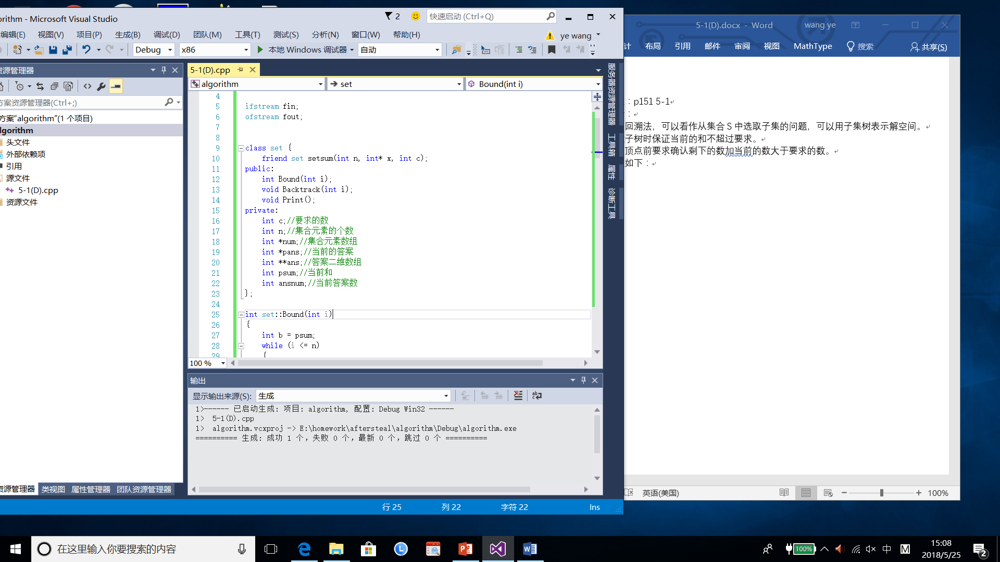 orithm - Microsoft Visual Studio
2
快速启动 (Ctrl+Q)
编辑(E) 视图(V) 项目(P) 生成(B) 调试(D) 团队(M) 工具(T) 测试(S) 分析(N) 窗口(W) 帮助(H)
ye wang
Debug x86 本地 Windows 调试器 自动
资源管理器
方案资源管理器(Ctrl+;)
方案"algorithm"(1 个项目)
lgorithm
头文件
外部依赖项
引用
源文件
5-1(D).cpp
资源文件
资源管理器 类视图 属性管理器 团队资源管理器
5-1(D).cpp
algorithm set Bound(int i)
4
5 ifstream fin;
6 ofstream fout;
7
8
9 class set {
10 friend set setsum(int n, int* x, int c);
11 public:
12 int Bound(int i);
13 void Backtrack(int i);
14 void Print();
15 private:
16 int c;//要求的数
17 int n;//集合元素的个数
18 int *num;//集合元素数组
19 int *pans;//当前的答案
20 int **ans;//答案二维数组
21 int psum;//当前和
22 int ansnum;//当前答案数
23 };
24
25 int set::Bound(int i)
26 {
27 int b = psum;
28 while (i <= n)
29 {
100 %
服务器资源管理器
工具箱
属性
诊断工具
输出
显示输出来源(S): 生成
1>------ 已启动生成: 项目: algorithm, 配置: Debug Win32 ------
1> 5-1(D).cpp
1> algorithm.vcxproj -> E:\homework\aftersteal\algorithm\Debug\algorithm.exe
========== 生成: 成功 1 个，失败 0 个，最新 0 个，跳过 0 个 ==========
行 25 列 22 字符 22 Ins
5-1(D).docx - Word
wang ye
计 布局 引用 邮件 审阅 视图 MathType 搜索 共享(S)
：p151 5-1
：
回溯法，可以看作从集合 S 中选取子集的问题，可以用子集树表示解空间。
子树时保证当前的和不超过要求。
顶点前要求确认剩下的数加当前的数大于要求的数。
如下：
英语(美国)
100%
在这里输入你要搜索的内容
100%
中
M
15:08
2018/5/25
2